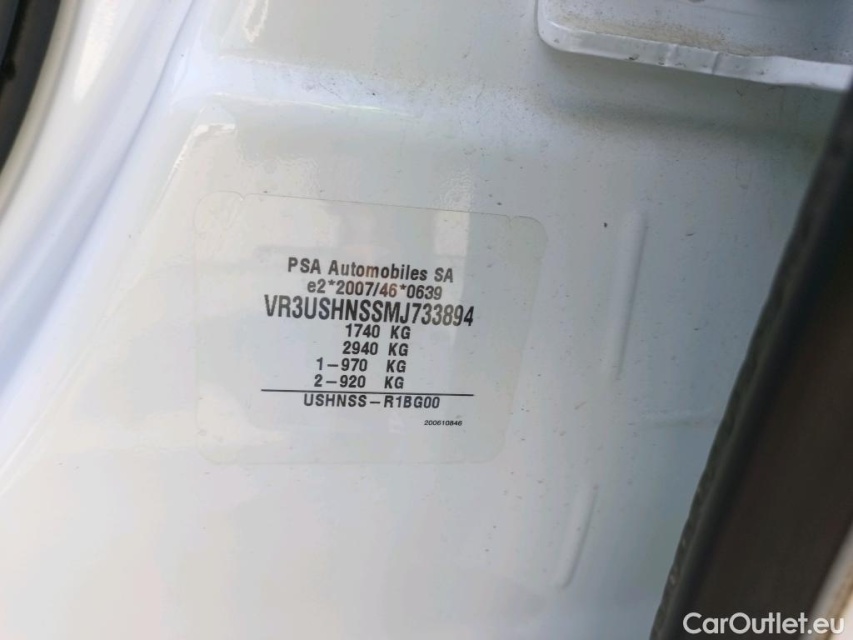 PSA Automobiles SA
e2*2007/46*0639
VR3USHNSSMJ733894
1740 KG
2940 KG
1-970 KG
2-920 KG
USHNSS-R1BG00
200610846
CarOutlet.eu